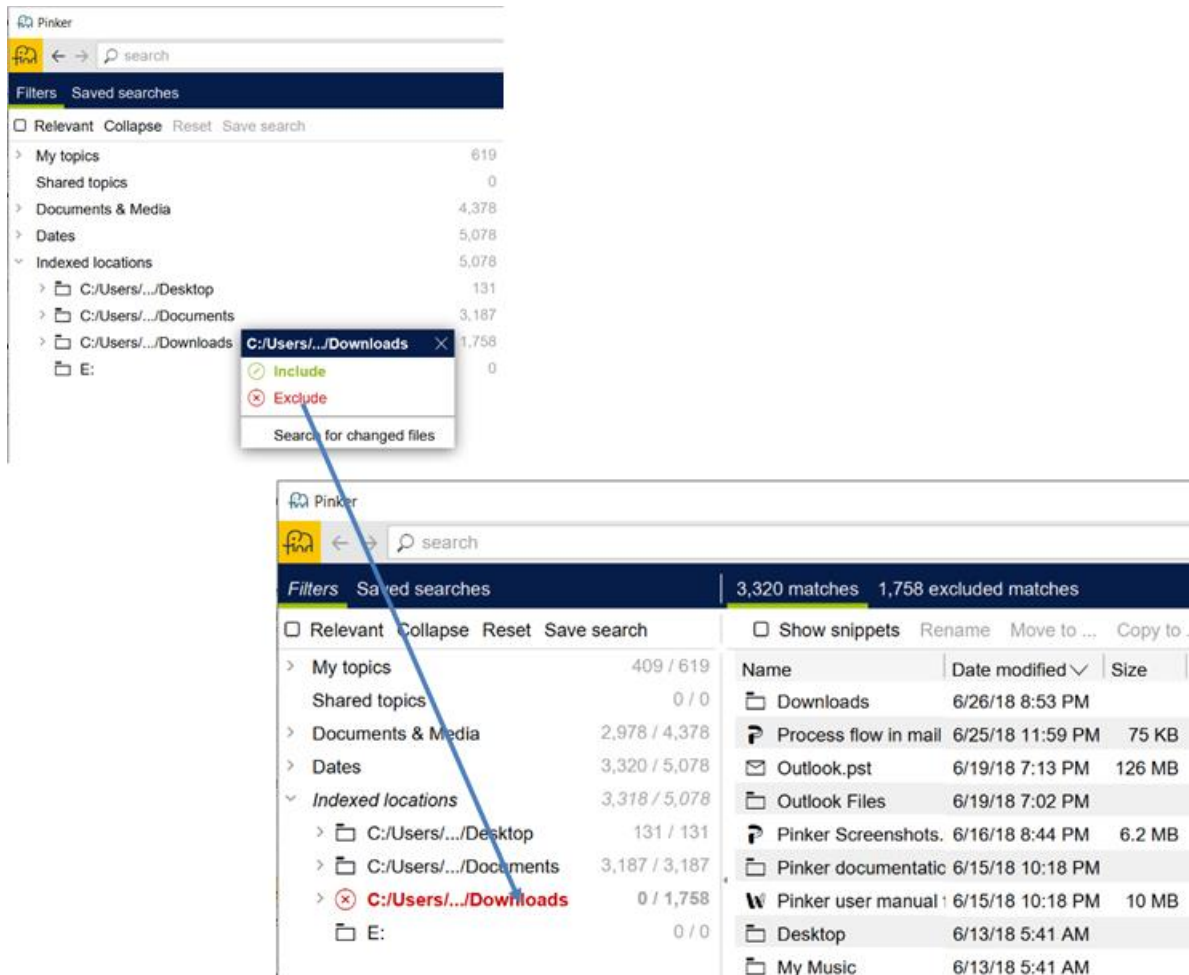 Pinker
find search
Filters Saved searches
Relevant Collapse Reset Save search
My topics 619
Shared topics 0
Documents & Media 4,378
Dates 5,078
Indexed locations 5,078
C:/Users/.../Desktop 131
C:/Users/.../Documents 3,187
C:/Users/.../Downloads 1,758
E: 0
C:/Users/.../Downloads
Include
Exclude
Search for changed files
Pinker
find search
Filters Saved searches 3,320 matches 1,758 excluded matches
Relevant Collapse Reset Save search Show snippets Rename Move to ... Copy to .
My topics 409 / 619
Shared topics 0 / 0
Documents & Media 2,978 / 4,378
Dates 3,320 / 5,078
Indexed locations 3,318 / 5,078
C:/Users/.../Desktop 131 / 131
C:/Users/.../Documents 3,187 / 3,187
C:/Users/.../Downloads 0 / 1,758
E: 0 / 0
Name Date modified Size
Downloads 6/26/18 8:53 PM
Process flow in mail 6/25/18 11:59 PM 75 KB
Outlook.pst 6/19/18 7:13 PM 126 MB
Outlook Files 6/19/18 7:02 PM
Pinker Screenshots. 6/16/18 8:44 PM 6.2 MB
Pinker documentatic 6/15/18 10:18 PM
Pinker user manual 6/15/18 10:18 PM 10 MB
Desktop 6/13/18 5:41 AM
My Music 6/13/18 5:41 AM